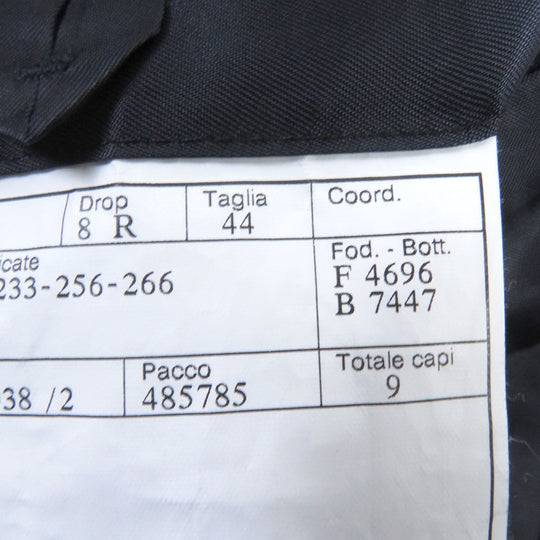 Drop
8 R
Taglia
44
Coord.
233-256-266
Fod. - Bott.
F 4696
B 7447
38 /2
Pacco
485785
Totale capi
9